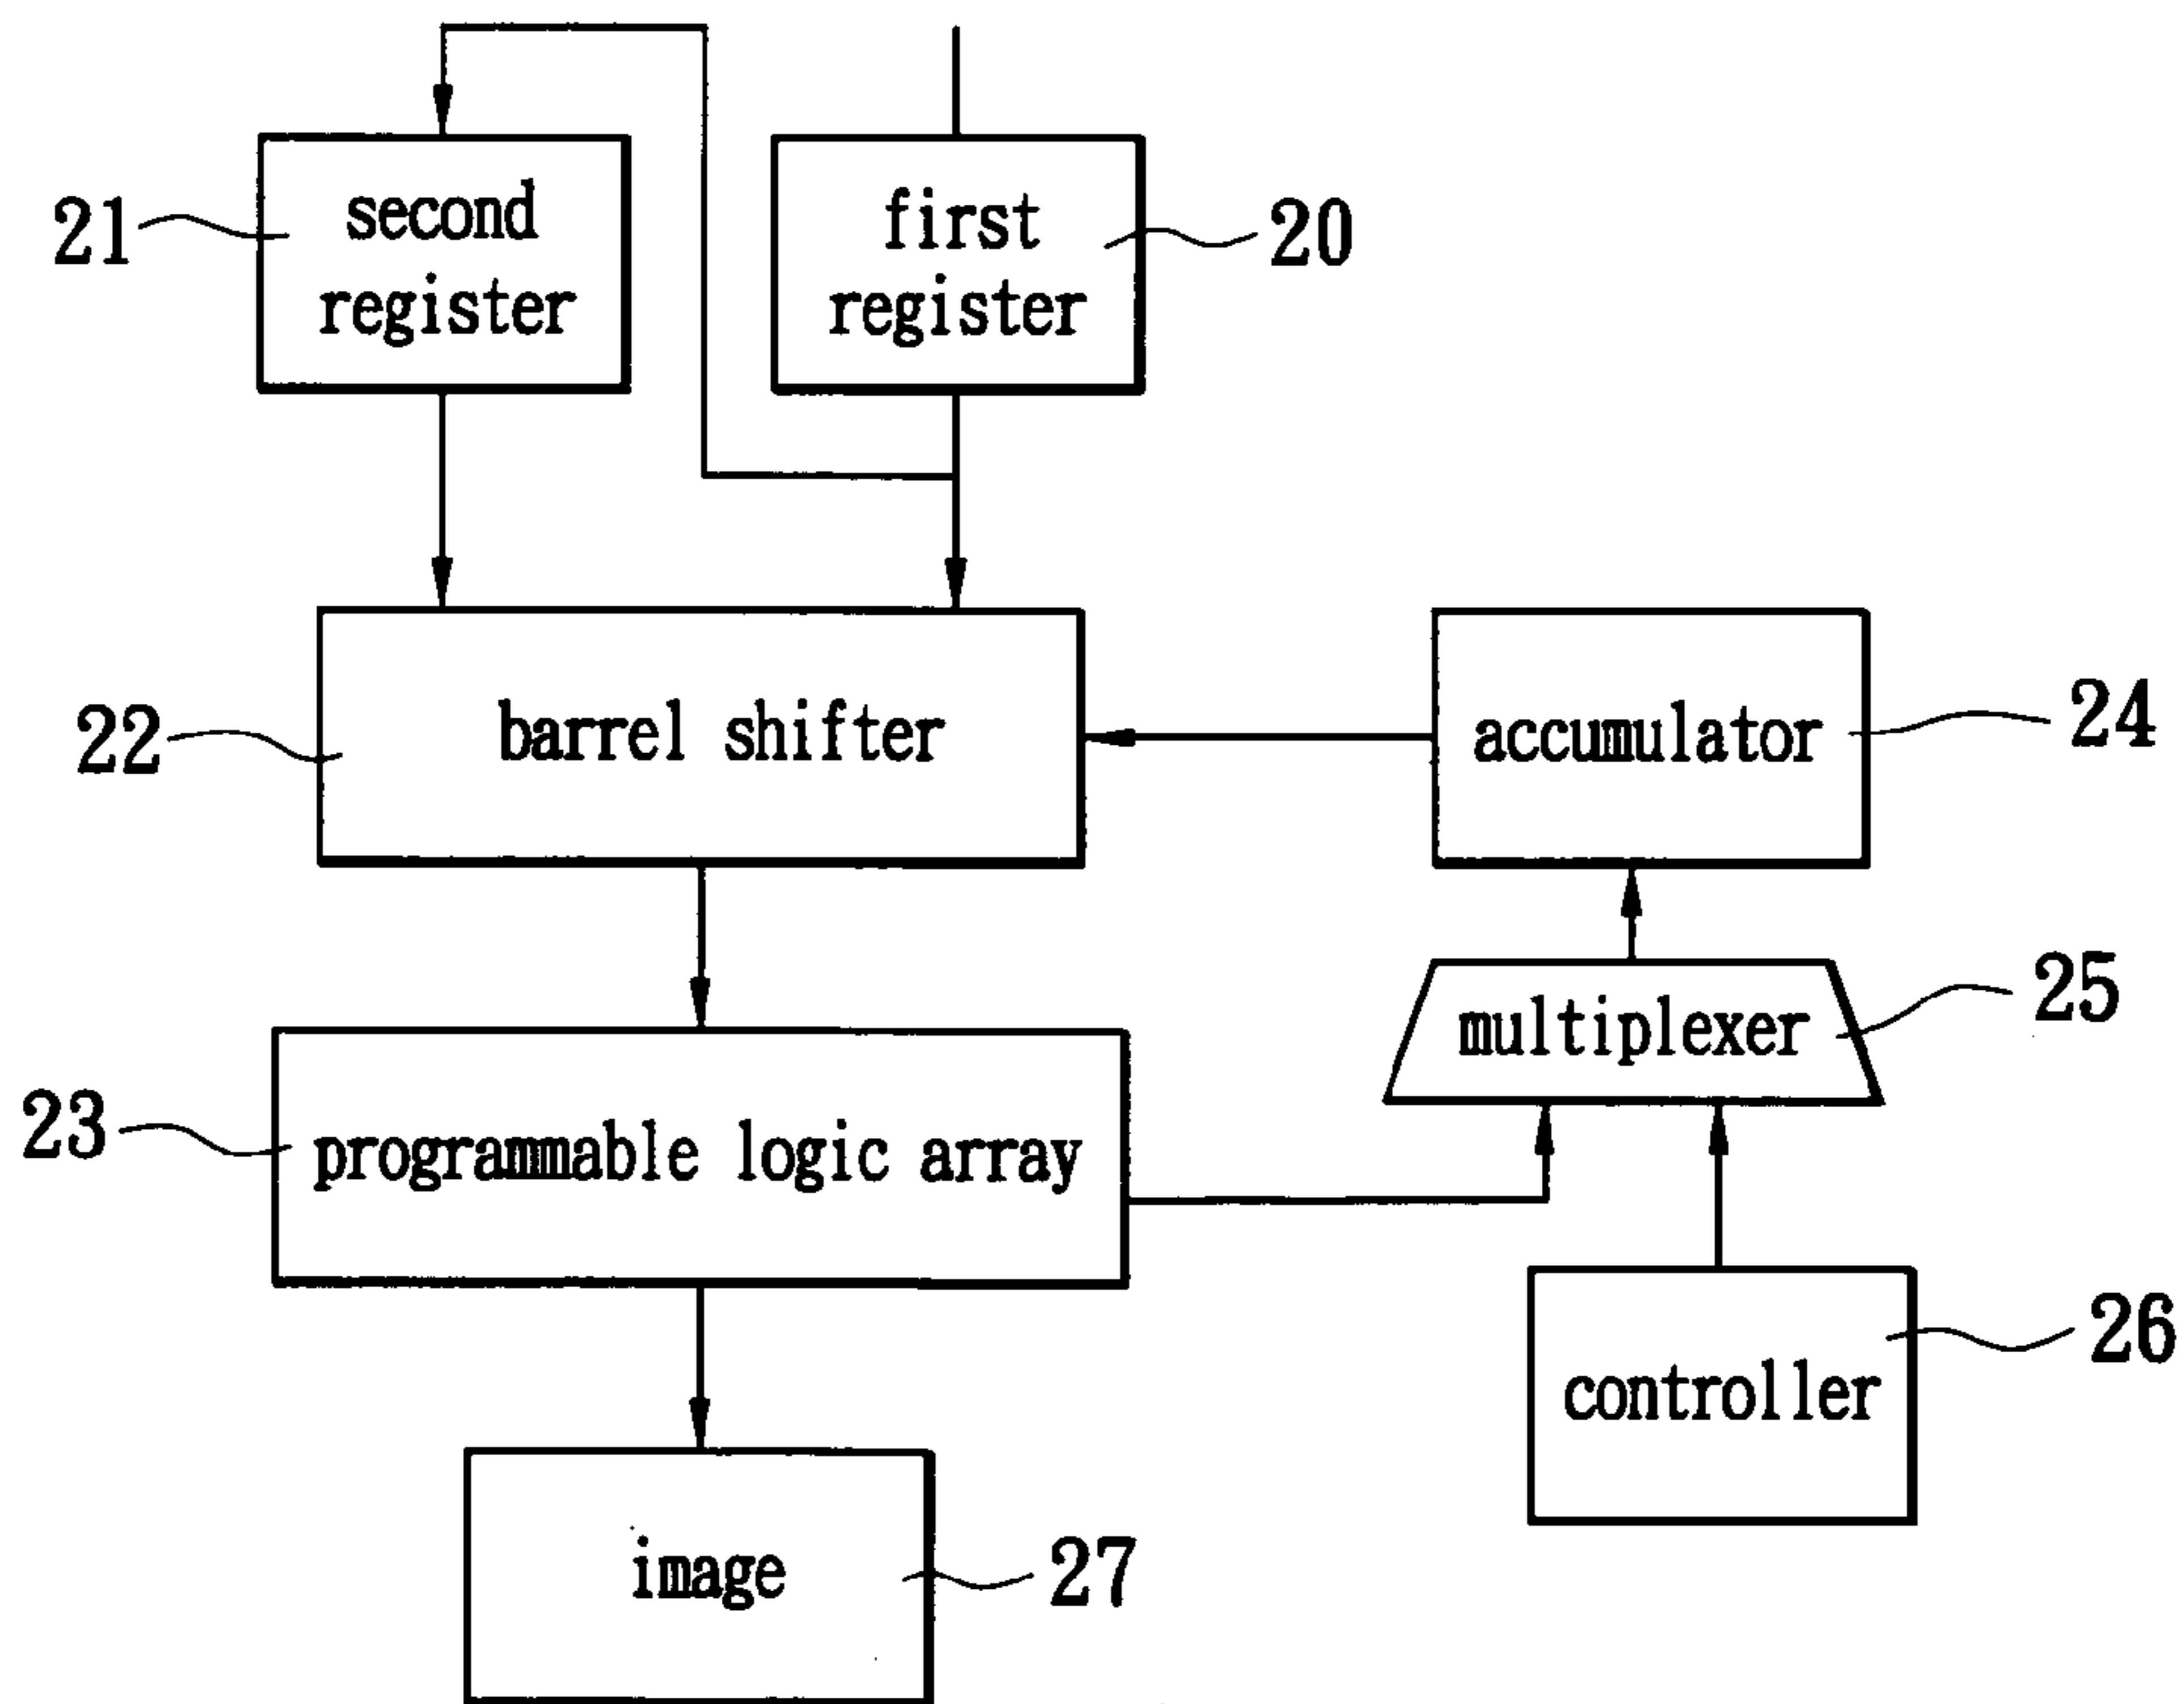 21
second
register
first
register
20
22
barrel shifter
accumulator
24
multiplexer
25
23
programmable logic array
controller
26
image
27